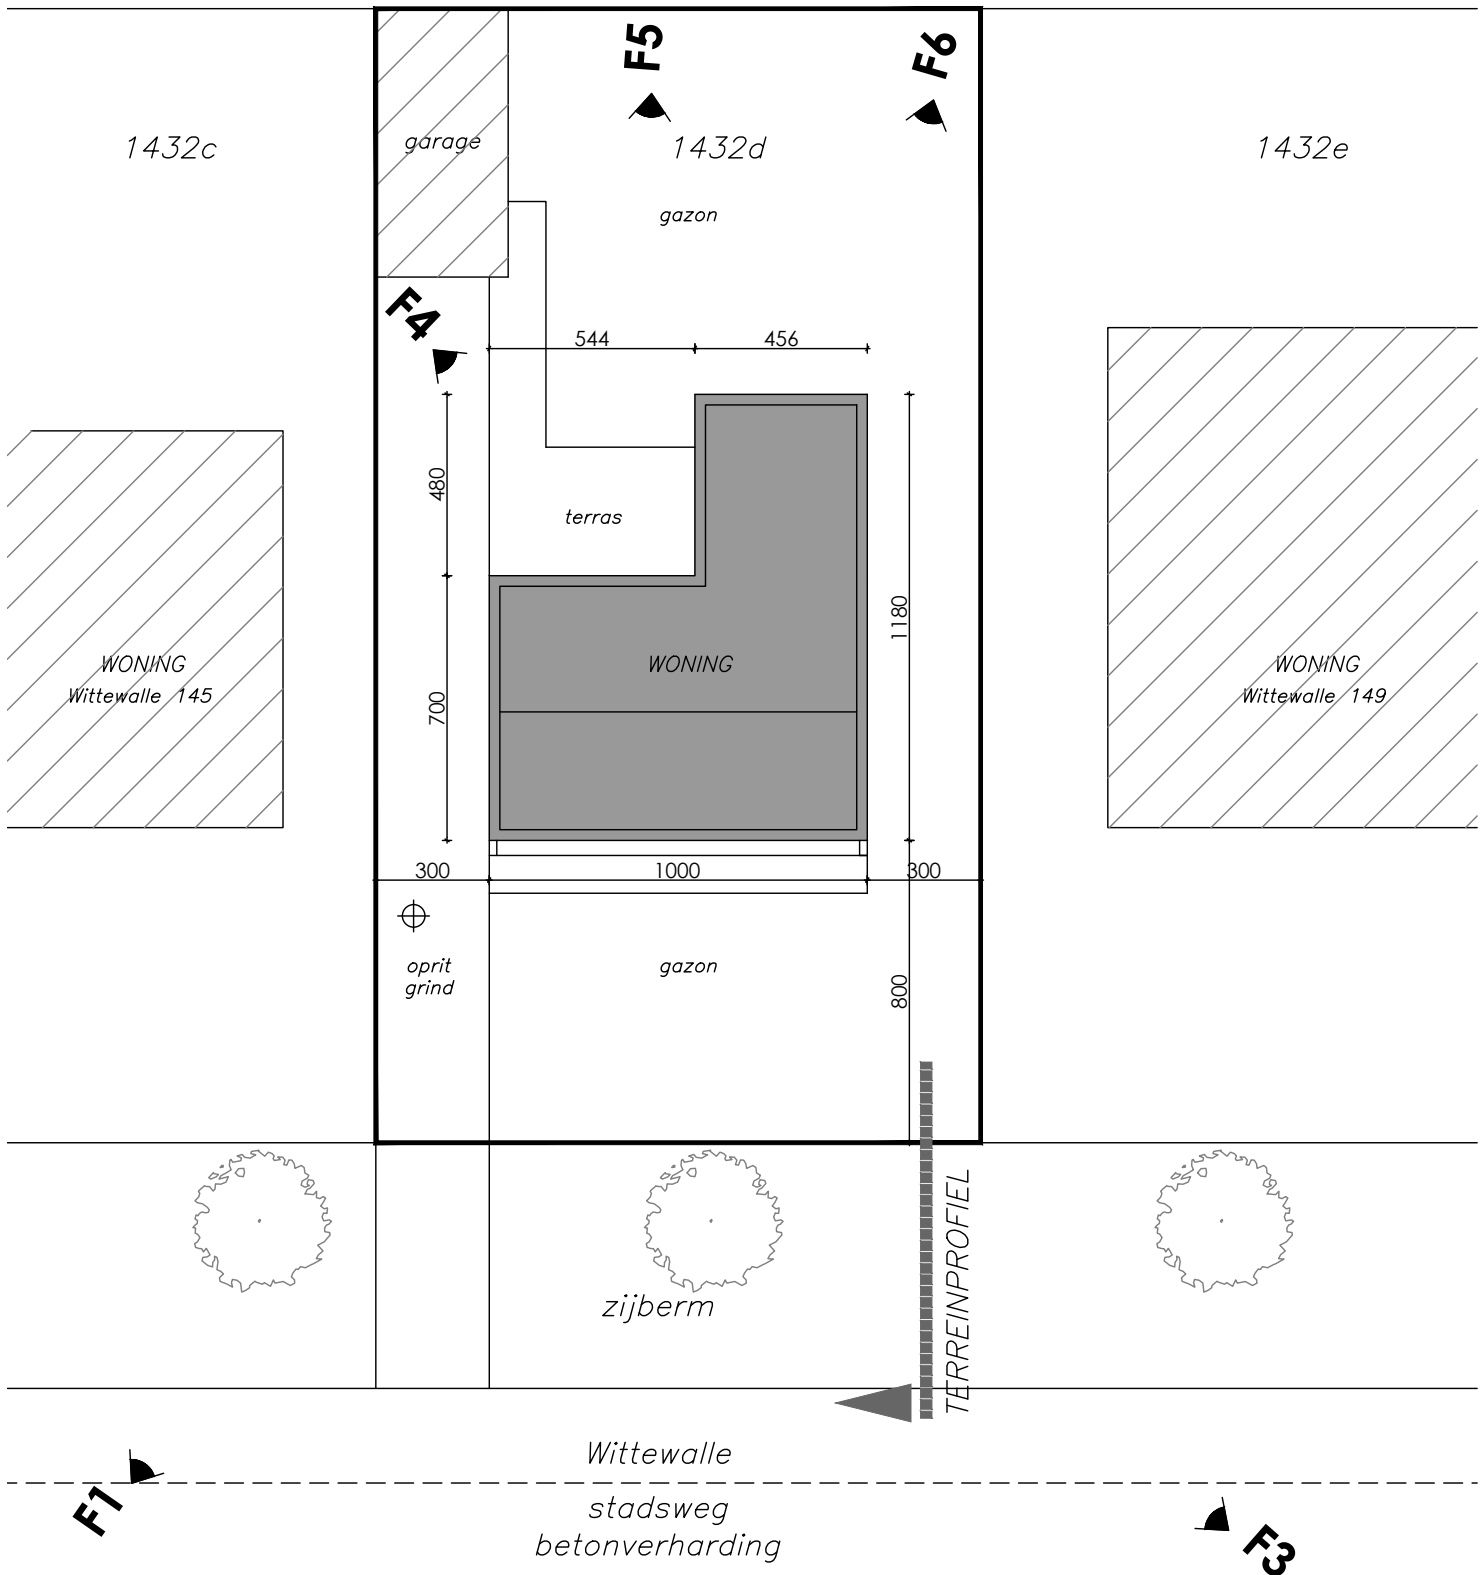 F5
F6
1432c
garage
1432d
1432e
gazon
F4
544
456
480
terras
1180
WONING
Wittewalle 145
WONING
WONING
Wittewalle 149
700
300
1000
300
oprit
grind
gazon
800
TERREINPROFIEL
zijberm
Wittewalle
F1
stadsweg
betonverharding
F3